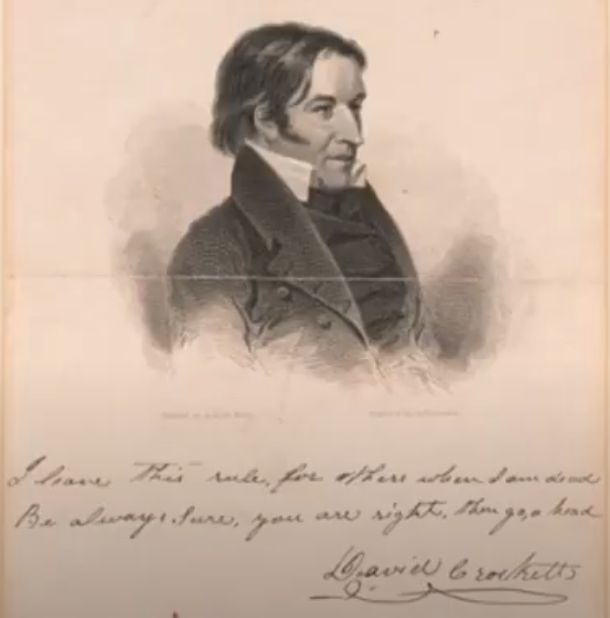 I leave this rule, for others when I am dead
Be always Sure, you are right, then go, a head
David Crockett